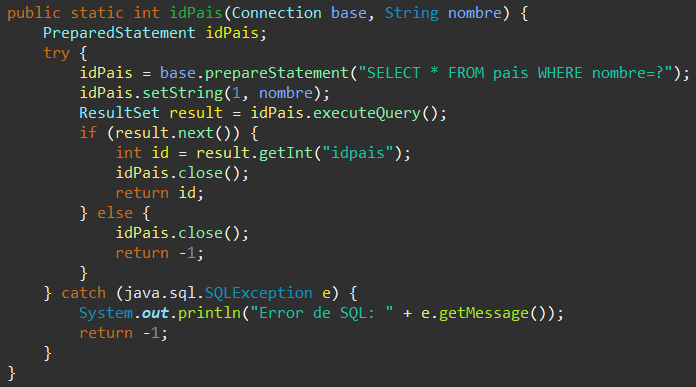 public static int idPais(Connection base, String nombre) {
    PreparedStatement idPais;
    try {
        idPais = base.prepareStatement("SELECT * FROM pais WHERE nombre=?");
        idPais.setString(1, nombre);
        ResultSet result = idPais.executeQuery();
        if (result.next()) {
            int id = result.getInt("idpais");
            idPais.close();
            return id;
        } else {
            idPais.close();
            return -1;
        }
    } catch (java.sql.SQLException e) {
        System.out.println("Error de SQL: " + e.getMessage());
        return -1;
    }
}